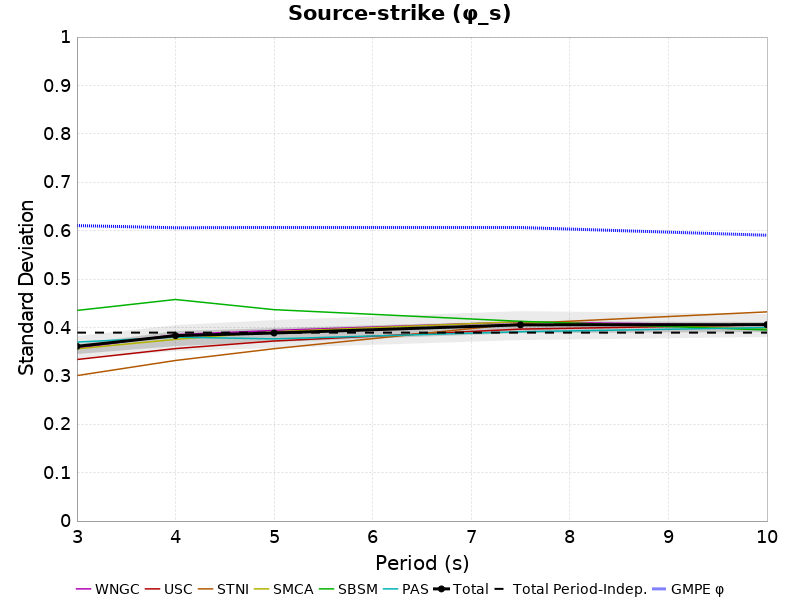 Source-strike (φ_s)
1
0.9
0.8
0.7
0.6
0.5
0.4
0.3
0.2
0.1
0
Standard Deviation
3 4 5 6 7 8 9 10
Period (s)
WNGC USC STNI SMCA SBSM PAS Total Total Period-Indep. GMPE φ